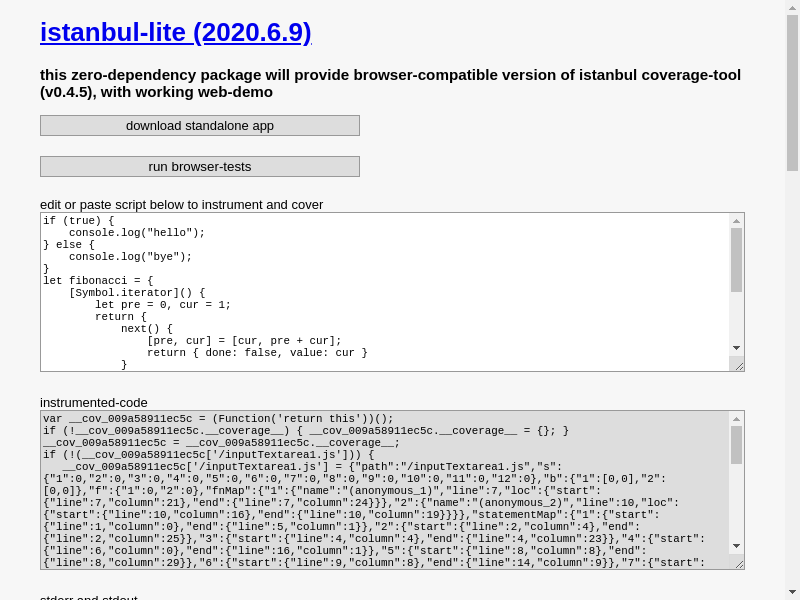 istanbul-lite (2020.6.9)
this zero-dependency package will provide browser-compatible version of istanbul coverage-tool
(v0.4.5), with working web-demo
download standalone app
run browser-tests
edit or paste script below to instrument and cover
if (true) {
    console.log("hello");
} else {
    console.log("bye");
}
let fibonacci = {
    [Symbol.iterator]() {
        let pre = 0, cur = 1;
        return {
            next() {
                [pre, cur] = [cur, pre + cur];
                return { done: false, value: cur }
            }
instrumented-code
var __cov_009a58911ec5c = (Function('return this'))();
if (!__cov_009a58911ec5c.__coverage__) { __cov_009a58911ec5c.__coverage__ = {}; }
__cov_009a58911ec5c = __cov_009a58911ec5c.__coverage__;
if (!(__cov_009a58911ec5c['/inputTextarea1.js'])) {
   __cov_009a58911ec5c['/inputTextarea1.js'] = {"path":"/inputTextarea1.js","s":
{"1":0,"2":0,"3":0,"4":0,"5":0,"6":0,"7":0,"8":0,"9":0,"10":0,"11":0,"12":0},"b":{"1":[0,0],"2":
[0,0]},"f":{"1":0,"2":0},"fnMap":{"1":{"name":"(anonymous_1)","line":7,"loc":{"start":
{"line":7,"column":21},"end":{"line":7,"column":24}}},"2":{"name":"(anonymous_2)","line":10,"loc":
{"start":{"line":10,"column":16},"end":{"line":10,"column":19}}}},"statementMap":{"1":{"start":
{"line":1,"column":0},"end":{"line":5,"column":1}},"2":{"start":{"line":2,"column":4},"end":
{"line":2,"column":25}},"3":{"start":{"line":4,"column":4},"end":{"line":4,"column":23}},"4":{"start":
{"line":6,"column":0},"end":{"line":16,"column":1}},"5":{"start":{"line":8,"column":8},"end":
{"line":8,"column":29}},"6":{"start":{"line":9,"column":8},"end":{"line":14,"column":9}},"7":{"start":
stderr and stdout